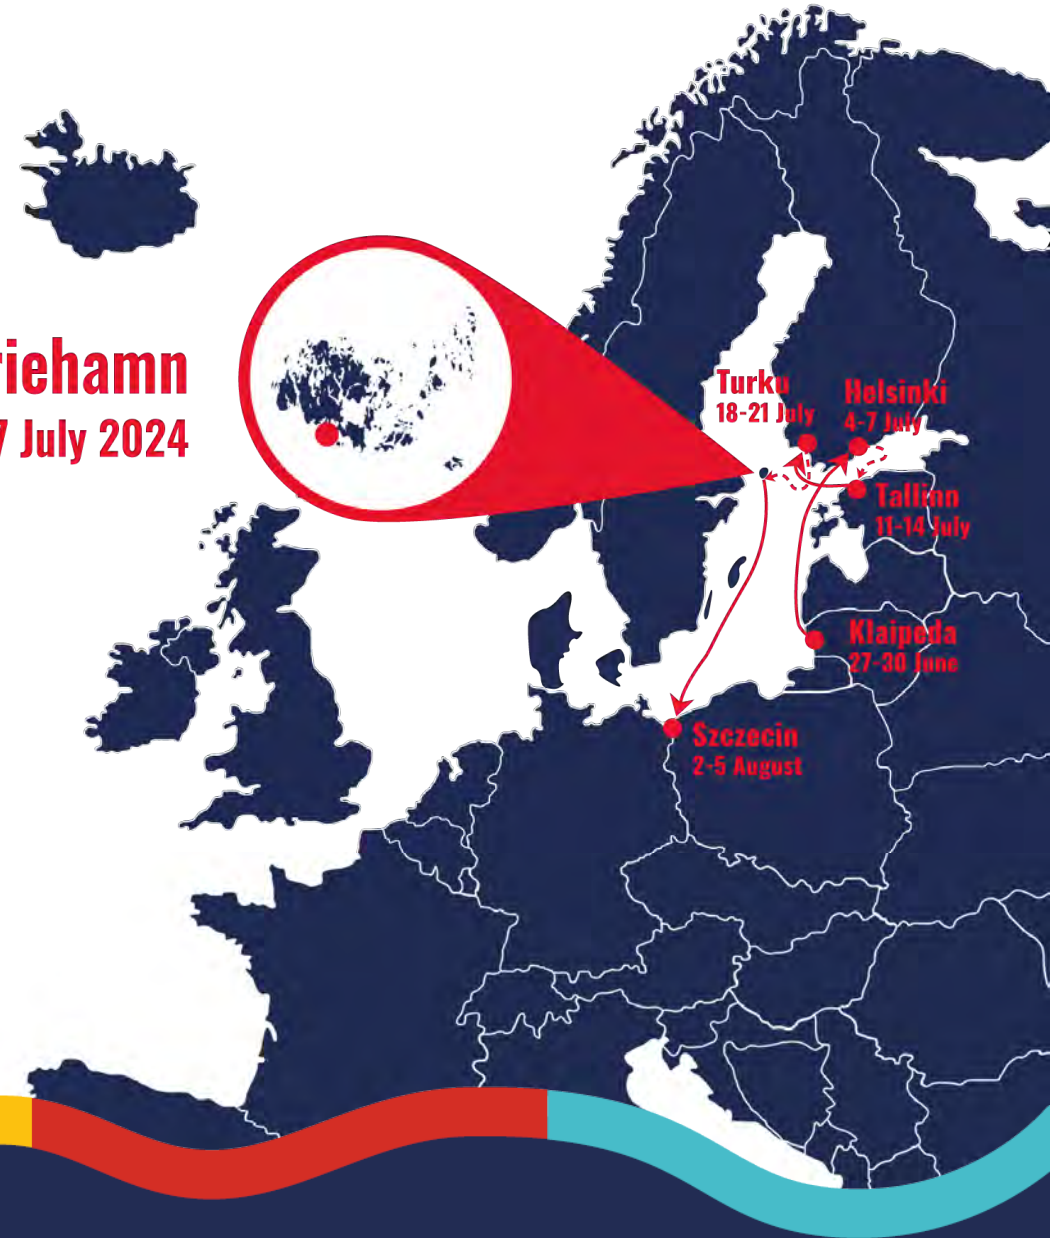 riehamn
7 July 2024
Turku
18-21 July
Helsinki
4-7 July
Tallinn
11-14 July
Klaipeda
27-30 June
Szczecin
2-5 August